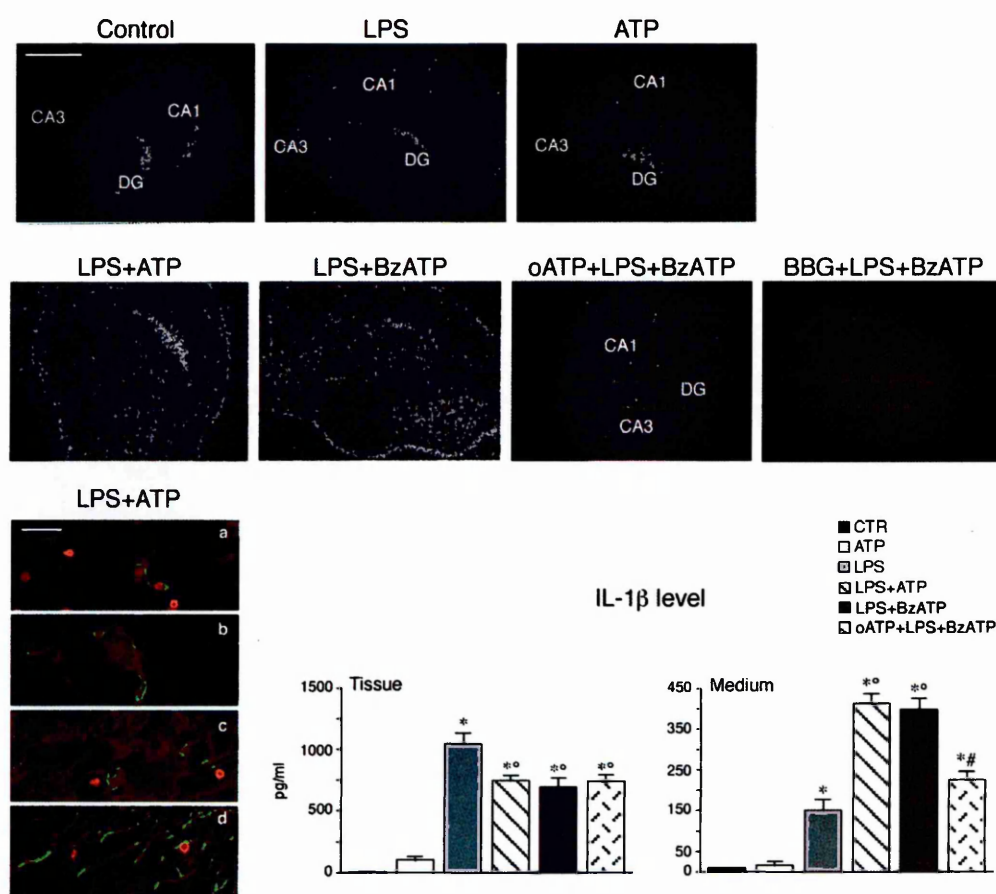 Control LPS ATP
CA3 CA1 DG
CA1 CA3 DG
CA1 CA3 DG
LPS+ATP LPS+BzATP oATP+LPS+BzATP BBG+LPS+BzATP
CA1
DG
CA3
LPS+ATP
a
b
c
d
CTR
ATP
LPS
LPS+ATP
LPS+BzATP
oATP+LPS+BzATP
IL-1β level
Tissue
pg/ml
1500
1000
750
500
0
*
*°
*°
*°
Medium
450
350
250
150
50
0
*
*°
*°
*#